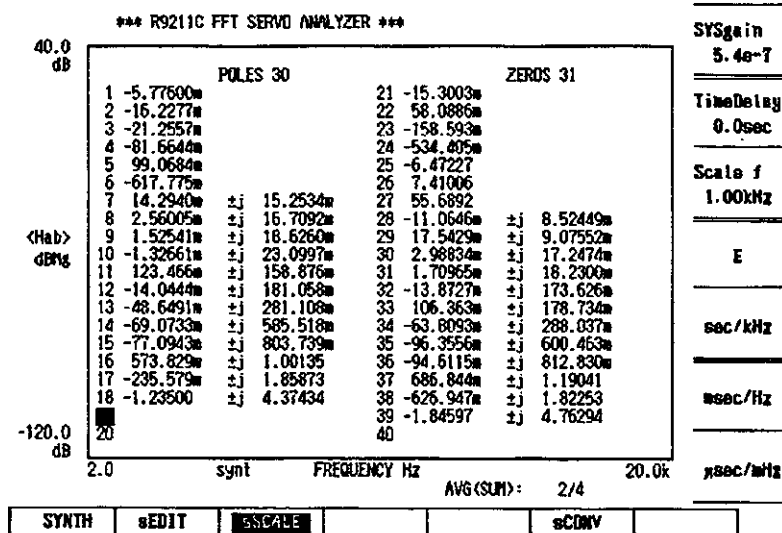 *** R9211C FFT SERVO ANALYZER ***
40.0
dB
POLES 30 ZEROS 31
1 -5.77600m 21 -15.3003m
2 -16.2277m 22 58.0886m
3 -21.2557m 23 -158.593m
4 -81.6644m 24 -534.405m
5 99.0684m 25 -6.47227
6 -617.775m 26 7.41006
7 14.2940m ±j 15.2534m 27 55.6892
8 2.56005m ±j 16.7092m 28 -11.0646m ±j 8.52449m
9 1.52541m ±j 18.6260m 29 17.5429m ±j 9.07552m
10 -1.32661m ±j 23.0997m 30 2.98834m ±j 17.2474m
11 123.466m ±j 158.876m 31 1.70965m ±j 18.2300m
12 -14.0444m ±j 181.058m 32 -13.8727m ±j 173.626m
13 -48.6491m ±j 281.108m 33 106.363m ±j 178.734m
14 -69.0733m ±j 585.518m 34 -63.8093m ±j 288.037m
15 -77.0943m ±j 803.739m 35 -96.3556m ±j 600.463m
16 573.829m ±j 1.00135 36 -94.6115m ±j 812.830m
17 -235.579m ±j 1.85873 37 686.844m ±j 1.19041
18 -1.23500 ±j 4.37434 38 -626.947m ±j 1.82253
39 -1.84597 ±j 4.76294
20 40
<Hab>
dBMg
-120.0
dB
2.0 synt FREQUENCY Hz 20.0k
AVG(SUM): 2/4
SYSgain
5.4e-7
TimeDelay
0.0sec
Scale f
1.00kHz
E
sec/kHz
msec/Hz
μsec/mHz
SYNTH sEDIT sSCALE sCONV